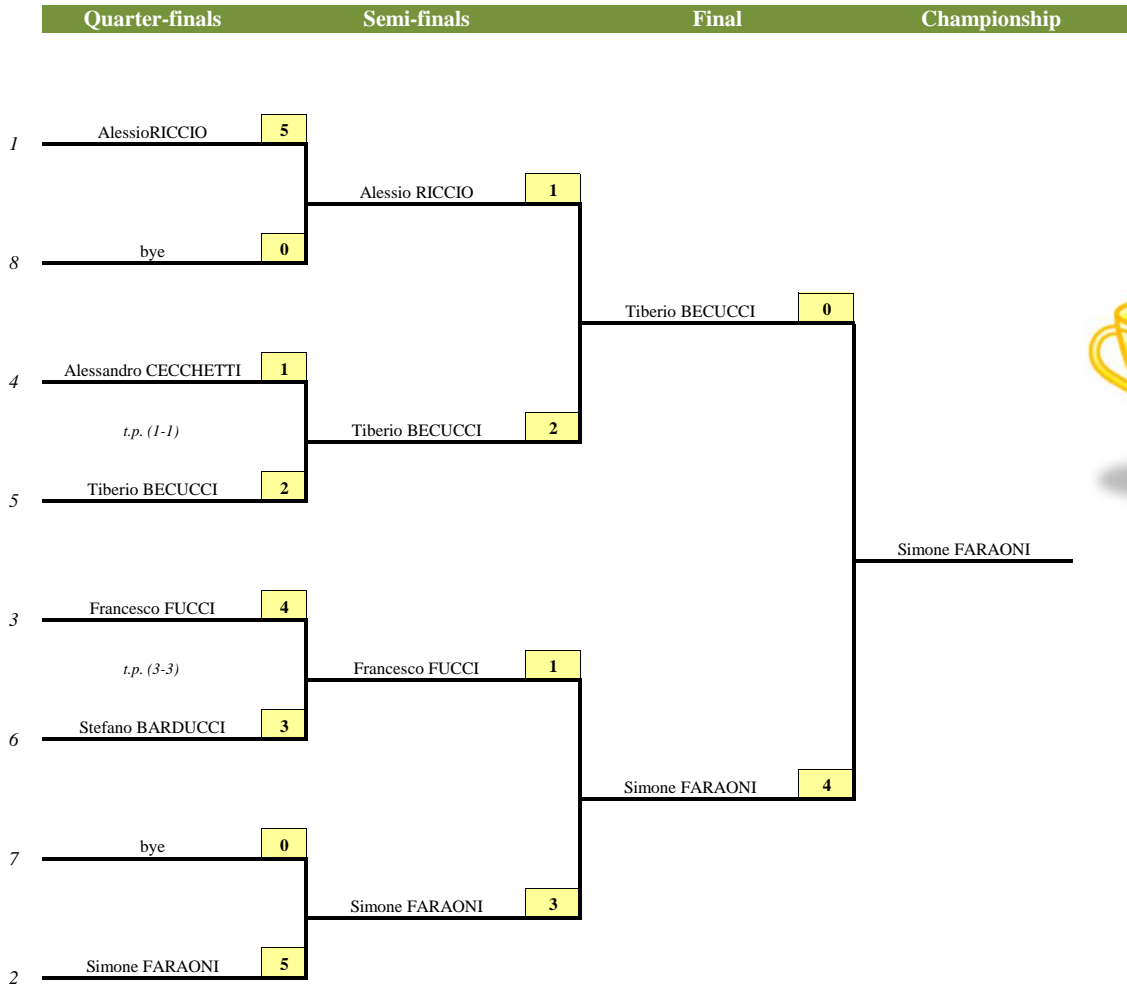 Quarter-finals Semi-finals Final Championship
1 AlessioRICCIO 5
Alessio RICCIO 1
8 bye 0
Tiberio BECUCCI 0
4 Alessandro CECCHETTI 1
t.p. (1-1)
Tiberio BECUCCI 2
5 Tiberio BECUCCI 2
Simone FARAONI
3 Francesco FUCCI 4
t.p. (3-3)
Francesco FUCCI 1
6 Stefano BARDUCCI 3
Simone FARAONI 4
7 bye 0
Simone FARAONI 3
2 Simone FARAONI 5